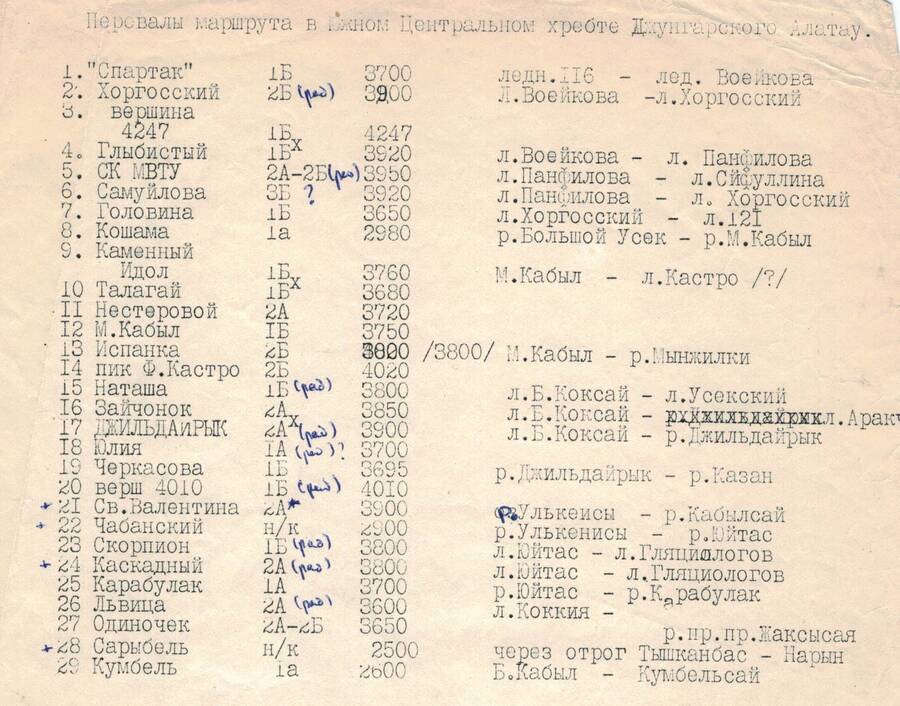 Перевалы маршрута в Южном Центральном хребте Джунгарского Алатау.
1. "Спартак" 1Б 3700 ледн.116 - лед. Воейкова
2. Хоргосский 2Б (рад) 3900 Л.Воейкова -л.Хоргосский
3. вершина
4247 1Б 4247
4. Глыбистый 1Бх 3920 л.Воейкова - л. Панфилова
5. СК МВТУ 2А-2Б(рад) 3950 л.Панфилова - л.Сйфуллина
6. Самуйлова 3Б ? 3920 л.Панфилова - л. Хоргосский
7. Головина 1Б 3650 л.Хоргосский - л.121
8. Кошама 1а 2980 р.Большой Усек - р.М.Кабыл
9. Каменный
Идол 1Б 3760 М.Кабыл - л.Кастро /?/
10 Талагай 1Бх 3680
11 Нестеровой 2А 3720
12 М.Кабыл 1Б 3750
13 Испанка 2Б 3800 /3800/ М.Кабыл - р.Мынжилки
14 пик Ф.Кастро 2Б 4020
15 Наташа 1Б (рад) 3800 л.Б.Коксай - л.Усекский
16 Зайчонок 2А 3850 л.Б.Коксай - р.Джильдайрык л.Аракч
17 ДЖИЛЬДАИРЫК 2Ах (рад) 3900 л.Б.Коксай - р.Джильдайрык
18 Юлия 1А (рад)? 3700
19 Черкасова 1Б 3695 р.Джильдайрык - р.Казан
20 верш 4010 1Б (рад) 4010
+ 21 Св.Валентина 2А* 3900 р.Улькеисы - р.Кабылсай
+ 22 Чабанский н/к 2900 р.Улькенисы - р.Юйтас
23 Скорпион 1Б (рад) 3800 л.Юйтас - л.Гляциологов
+ 24 Каскадный 2А (рад) 3800 л.Юйтас - л.Гляциологов
25 Карабулак 1А 3700 р.Юйтас - р.Карабулак
26 Львица 2А (рад) 3600 л.Коккия -
27 Одиночек 2А-2Б 3650 р.пр.пр.Жаксысая
+ 28 Сарыбель н/к 2500 через отрог Тышканбас - Нарын
29 Кумбель 1а 2600 Б.Кабыл - Кумбельсай